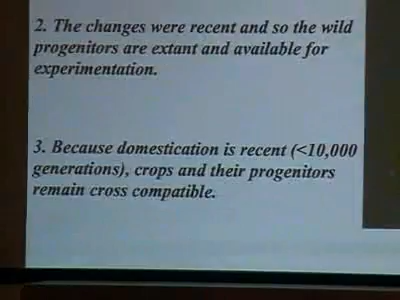 2. The changes were recent and so the wild
progenitors are extant and available for
experimentation.
3. Because domestication is recent (<10,000
generations), crops and their progenitors
remain cross compatible.